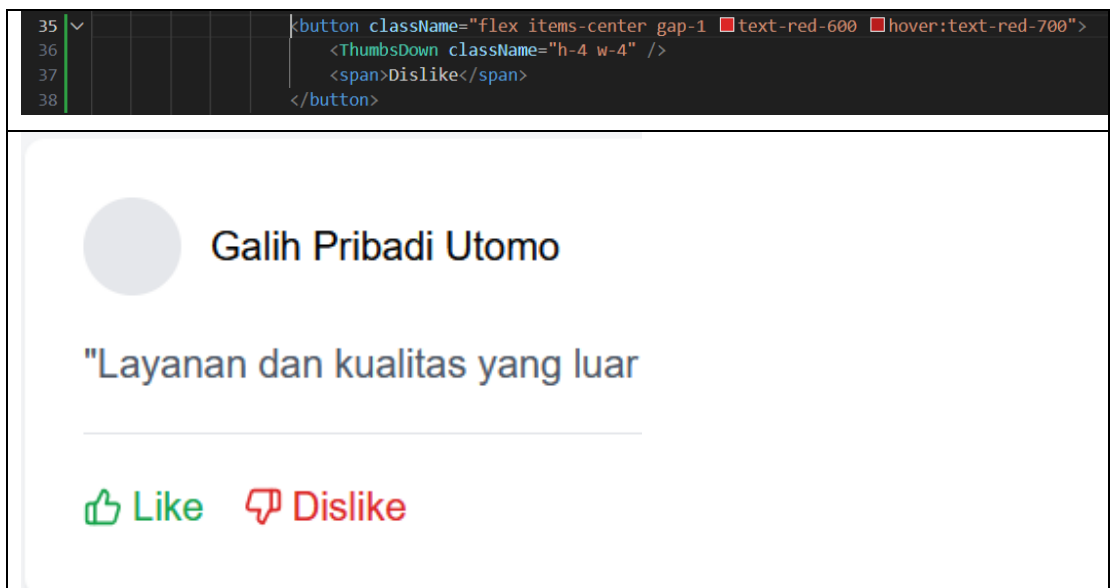 35 <button className="flex items-center gap-1 text-red-600 hover:text-red-700">
36 <ThumbsDown className="h-4 w-4" />
37 <span>Dislike</span>
38 </button>
Galih Pribadi Utomo
"Layanan dan kualitas yang luar
Like Dislike